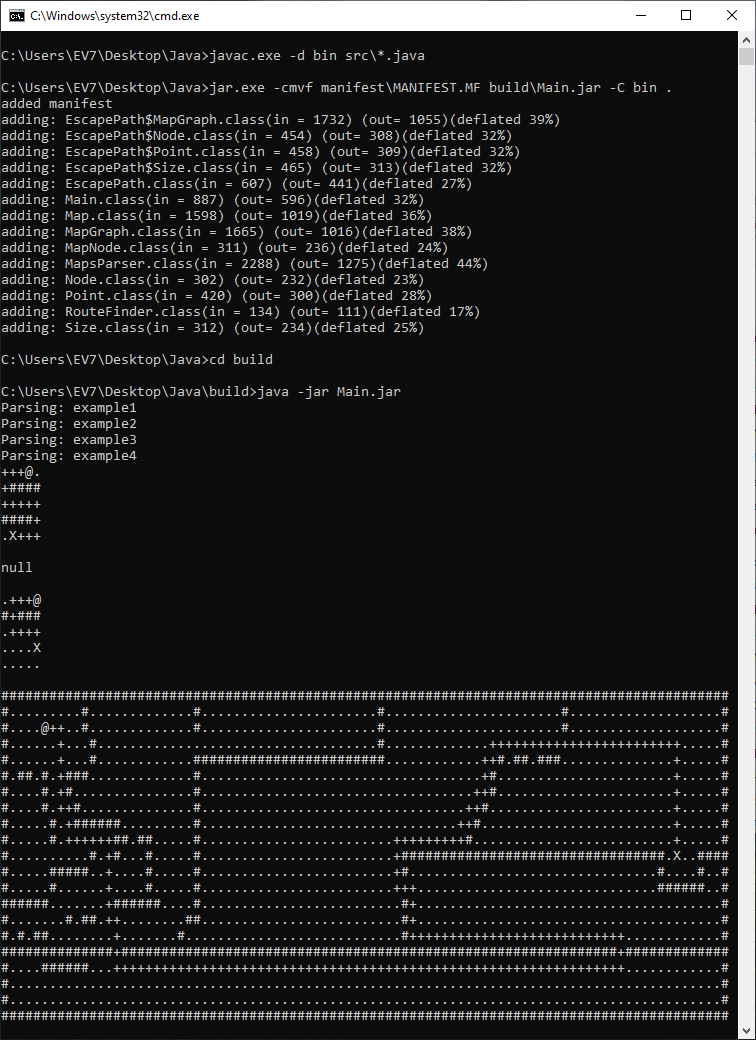 C:\Windows\system32\cmd.exe
C:\Users\EV7\Desktop\Java>javac.exe -d bin src\*.java
C:\Users\EV7\Desktop\Java>jar.exe -cmvf manifest\MANIFEST.MF build\Main.jar -C bin .
added manifest
adding: EscapePath$MapGraph.class(in = 1732) (out= 1055)(deflated 39%)
adding: EscapePath$Node.class(in = 454) (out= 308)(deflated 32%)
adding: EscapePath$Point.class(in = 458) (out= 309)(deflated 32%)
adding: EscapePath$Size.class(in = 465) (out= 313)(deflated 32%)
adding: EscapePath.class(in = 607) (out= 441)(deflated 27%)
adding: Main.class(in = 887) (out= 596)(deflated 32%)
adding: Map.class(in = 1598) (out= 1019)(deflated 36%)
adding: MapGraph.class(in = 1665) (out= 1016)(deflated 38%)
adding: MapNode.class(in = 311) (out= 236)(deflated 24%)
adding: MapsParser.class(in = 2288) (out= 1275)(deflated 44%)
adding: Node.class(in = 302) (out= 232)(deflated 23%)
adding: Point.class(in = 420) (out= 300)(deflated 28%)
adding: RouteFinder.class(in = 134) (out= 111)(deflated 17%)
adding: Size.class(in = 312) (out= 234)(deflated 25%)
C:\Users\EV7\Desktop\Java>cd build
C:\Users\EV7\Desktop\Java\build>java -jar Main.jar
Parsing: example1
Parsing: example2
Parsing: example3
Parsing: example4
+++@.
+####
+++++
####+
.X+++
null
.+++@
#+###
.++++
....X
.....
###########################################################################################
#.........#.............#......................#......................#...................#
#....@++..#.............#......................#......................#...................#
#......+...#...................................#.............++++++++++++++++++++++++.....#
#......+...#............########################............++#.##.###..............+.....#
#.##.#.+###.............#...................................+#......................+.....#
#....#.+#...............#..................................++#......................+.....#
#....#.++#..............#.................................++#.......................+.....#
#.....#.+######.........#................................++#........................+.....#
#.....#.++++++##.##.....#........................+++++++++#.........................+.....#
#..........#.+#...#.....#........................+#################################.X..####
#.....#####..+....#.....#........................+#...............................#....#..#
#.....#......+....#.....#........................+++..............................######..#
######.......+######....#.........................#+......................................#
#.......#.##.++........##.........................#+......................................#
#.#.##........+.......#...........................#+++++++++++++++++++++++++++............#
##############+##############################################################+#############
#....######...++++++++++++++++++++++++++++++++++++++++++++++++++++++++++++++++............#
#.........................................................................................#
#.........................................................................................#
###########################################################################################